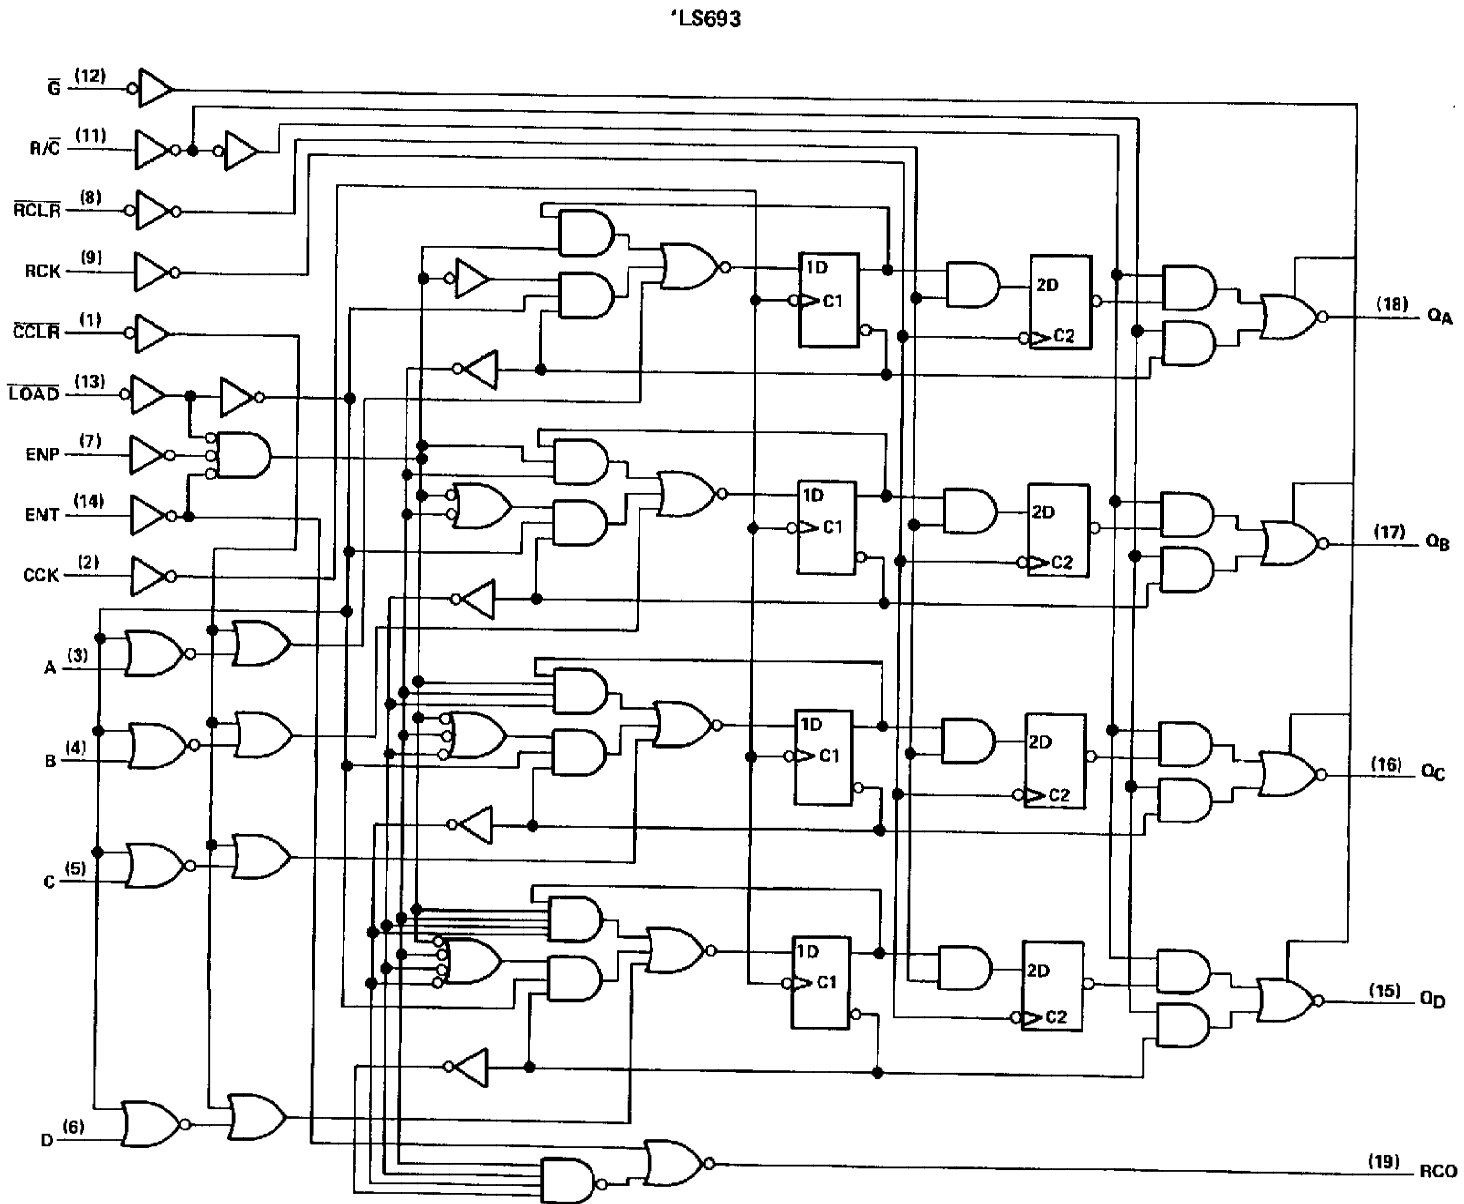 'LS693
G̅ (12)
R/C̅ (11)
R̅C̅L̅R̅ (8)
RCK (9)
C̅C̅L̅R̅ (1)
L̅O̅A̅D̅ (13)
ENP (7)
ENT (14)
CCK (2)
A (3)
B (4)
C (5)
D (6)
1D
C1
2D
C2
(18) QA
1D
C1
2D
C2
(17) QB
1D
C1
2D
C2
(16) QC
1D
C1
2D
C2
(15) QD
(19) RCO